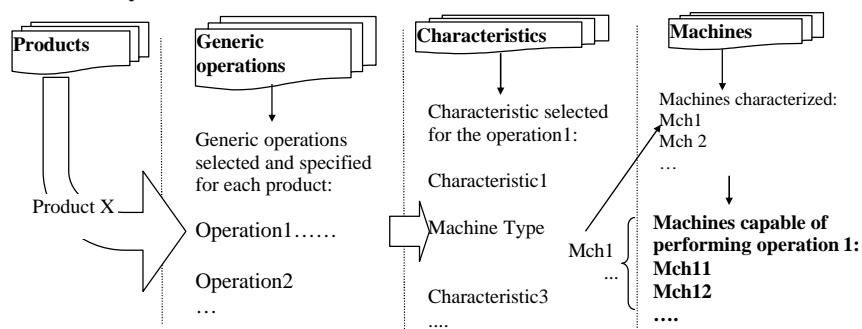 Products
Product X
Generic
operations
Generic operations
selected and specified
for each product:
Operation1……
Operation2
…
Characteristics
Characteristic selected
for the operation1:
Characteristic1
Machine Type
Characteristic3
....
Machines
Machines characterized:
Mch1
Mch 2
…
Mch1
...
Machines capable of
performing operation 1:
Mch11
Mch12
….